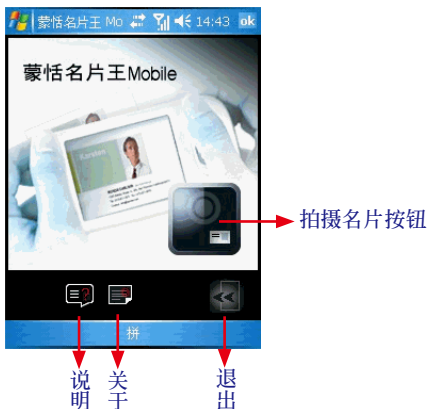 蒙恬名片王 Mo 14:43 ok
蒙恬名片王Mobile
Karsten
拍摄名片按钮
拼
说明
关于
退出